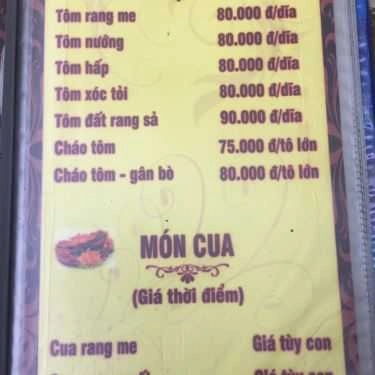 Tôm rang me 80.000 đ/dĩa
Tôm nướng 80.000 đ/dĩa
Tôm hấp 80.000 đ/dĩa
Tôm xóc tỏi 80.000 đ/dĩa
Tôm đất rang sả 90.000 đ/dĩa
Cháo tôm 75.000 đ/tô lớn
Cháo tôm - gân bò 80.000 đ/tô lớn
MÓN CUA
(Giá thời điểm)
Cua rang me Giá tùy con